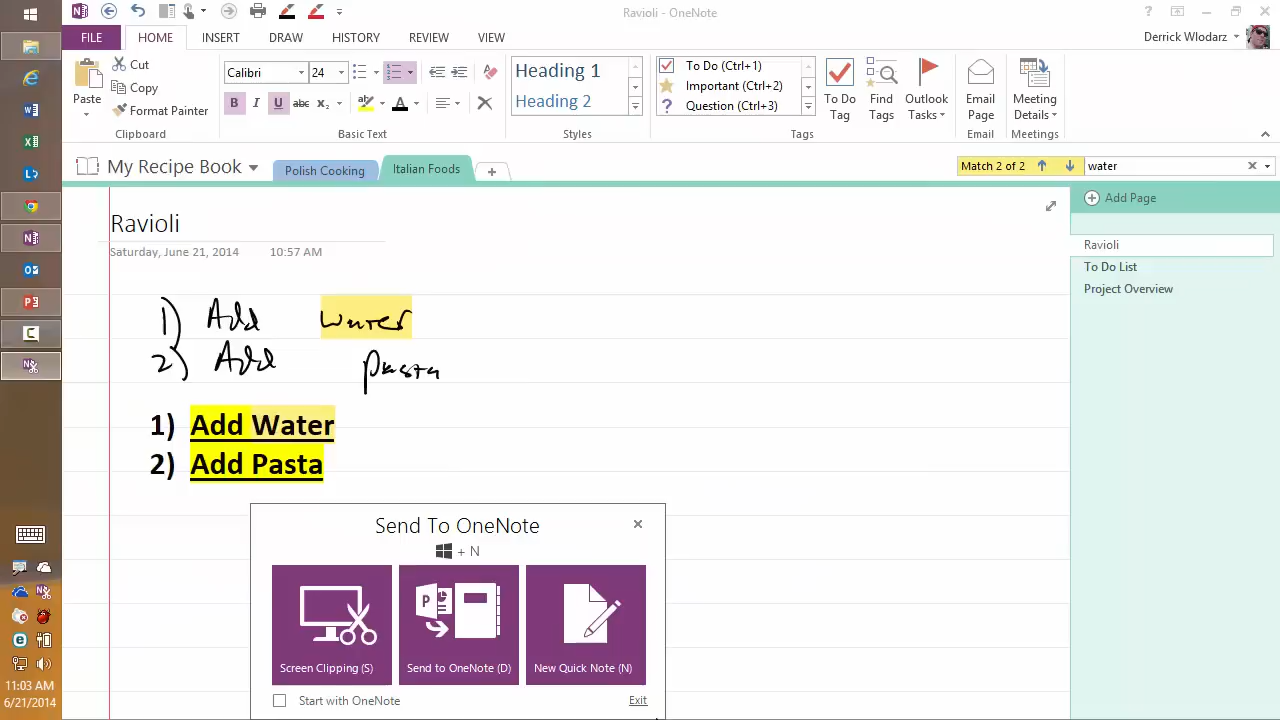 Ravioli - OneNote
?
FILE
HOME
INSERT
DRAW
HISTORY
REVIEW
VIEW
Derrick Wlodarz
Paste
Cut
Copy
Format Painter
Clipboard
Calibri
24
B I U abc x₂
A
Basic Text
Heading 1
Heading 2
Styles
To Do (Ctrl+1)
Important (Ctrl+2)
Question (Ctrl+3)
To Do Tag
Find Tags
Outlook Tasks
Tags
Email Page
Email
Meeting Details
Meetings
My Recipe Book
Polish Cooking
Italian Foods
Match 2 of 2
water
Add Page
Ravioli
To Do List
Project Overview
Ravioli
Saturday, June 21, 2014 10:57 AM
1) Add water
2) Add pasta
1) Add Water
2) Add Pasta
Send To OneNote
+ N
Screen Clipping (S)
Send to OneNote (D)
New Quick Note (N)
Start with OneNote
Exit
11:03 AM
6/21/2014